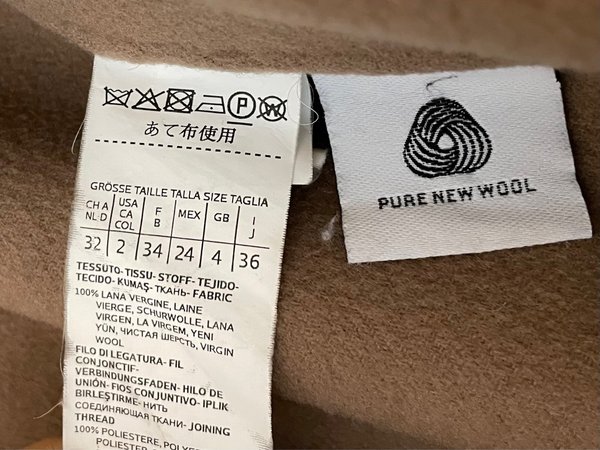 P
W
あて布使用
GRÖSSE TAILLE TALLA SIZE TAGLIA
CH A NL·D USA CA COL F B MEX GB I J
32 2 34 24 4 36
TESSUTO- TISSU- STOFF- TEJIDO-
TECIDO- KUMAŞ- ТКАНЬ- FABRIC
100% LANA VERGINE, LAINE
VIERGE, SCHURWOLLE, LANA
VIRGEN, LA VIRGEM, YENI
YÜN, ЧИСТАЯ ШЕРСТЬ, VIRGIN
WOOL
FILO DI LEGATURA- FIL
CONJONCTIF-
VERBINDUNGSFADEN- HILO DE
UNIÓN- FIOS CONJUNTIVO- IPLIK
BIRLEŞTIRME- НИТЬ
СОЕДИНЯЮЩАЯ ТКАНИ- JOINING
THREAD
100% POLIESTERE, POLYESTER
POLIESTER
PURE NEW WOOL